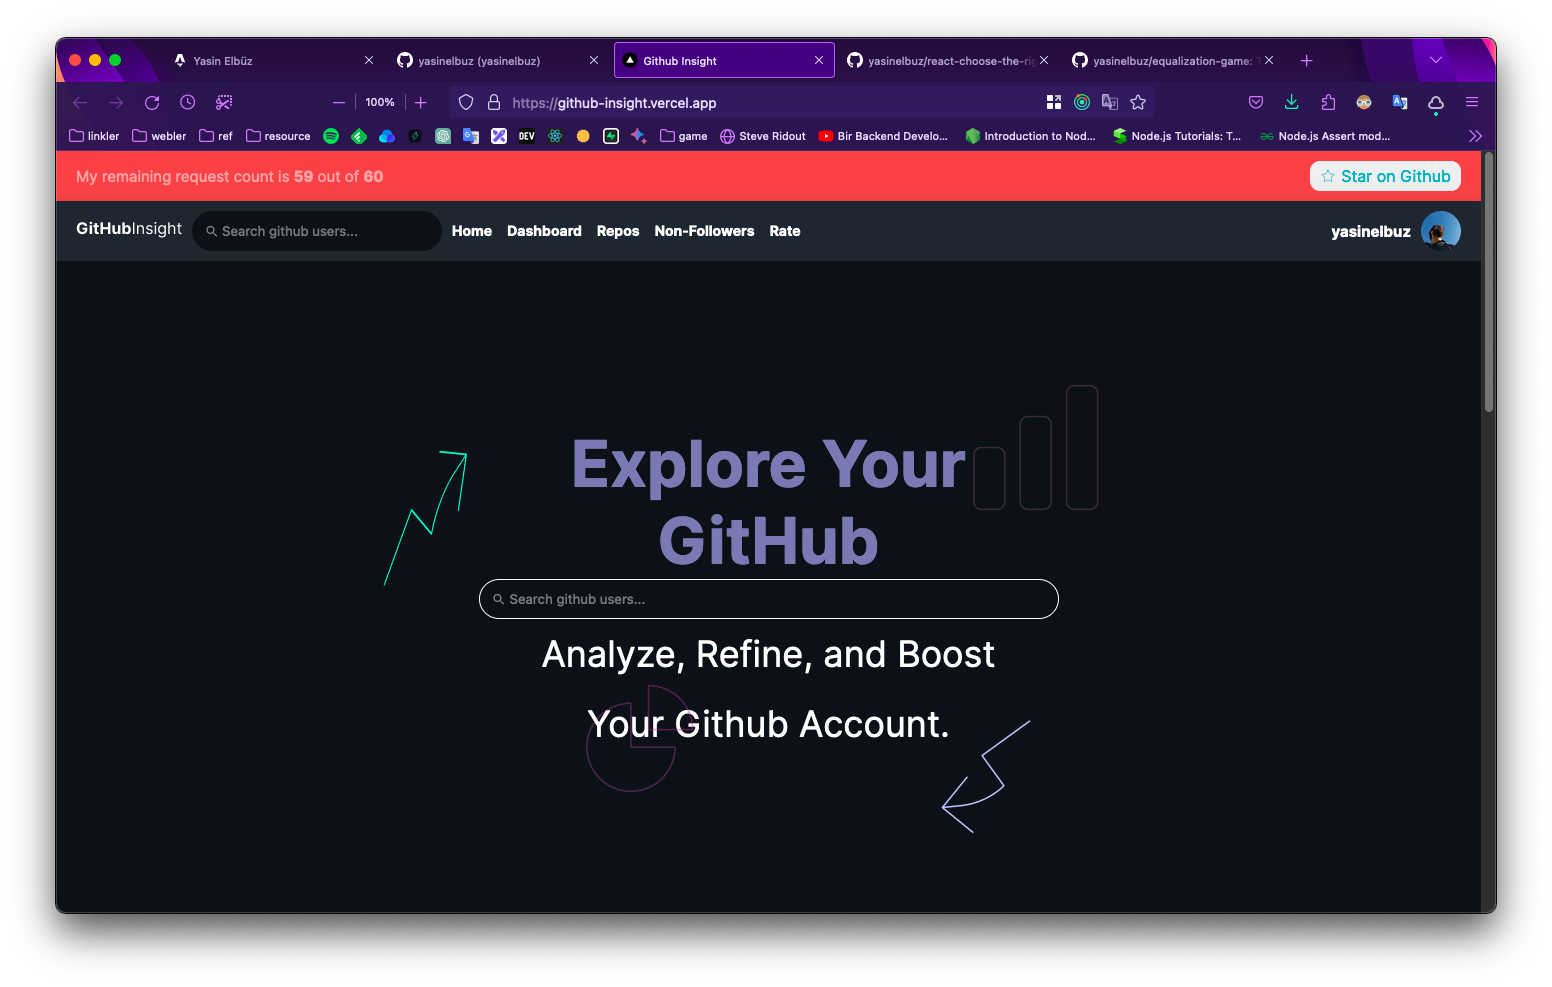 Yasin Elbüz
yasinelbuz (yasinelbuz)
Github Insight
yasinelbuz/react-choose-the-rig
yasinelbuz/equalization-game:
100%
https://github-insight.vercel.app
linkler
webler
ref
resource
DEV
game
Steve Ridout
Bir Backend Develo...
Introduction to Nod...
Node.js Tutorials: T...
Node.js Assert mod...
My remaining request count is 59 out of 60
Star on Github
GitHubInsight
Search github users...
Home
Dashboard
Repos
Non-Followers
Rate
yasinelbuz
Explore Your
GitHub
Search github users...
Analyze, Refine, and Boost
Your Github Account.